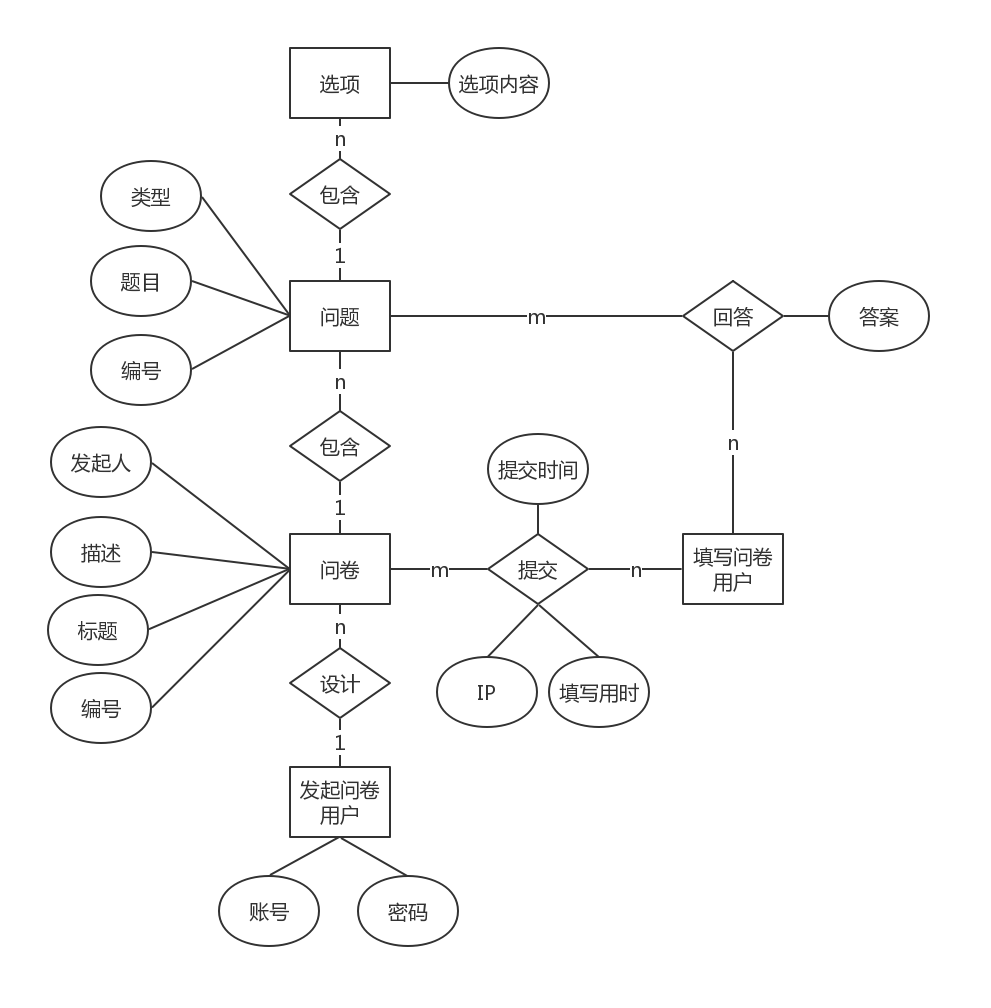 选项
选项内容
n
包含
类型
1
题目
问题
m
回答
答案
编号
n
包含
n
发起人
提交时间
1
描述
问卷
m
提交
n
填写问卷
用户
标题
n
编号
设计
IP
填写用时
1
发起问卷
用户
账号
密码